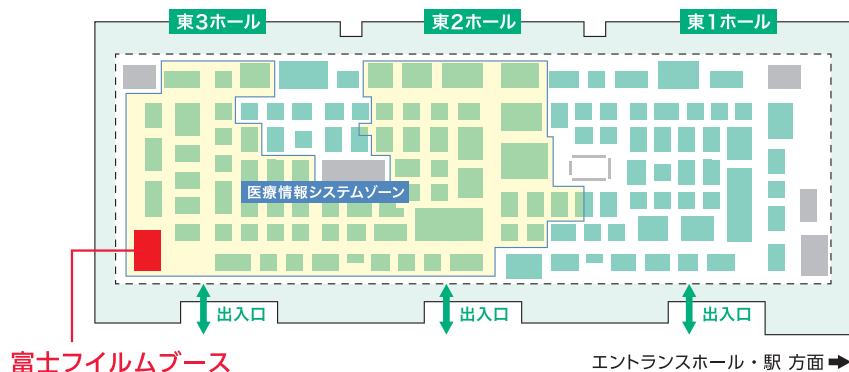 東3ホール
東2ホール
東1ホール
医療情報システムゾーン
出入口
出入口
出入口
富士フイルムブース
エントランスホール・駅 方面